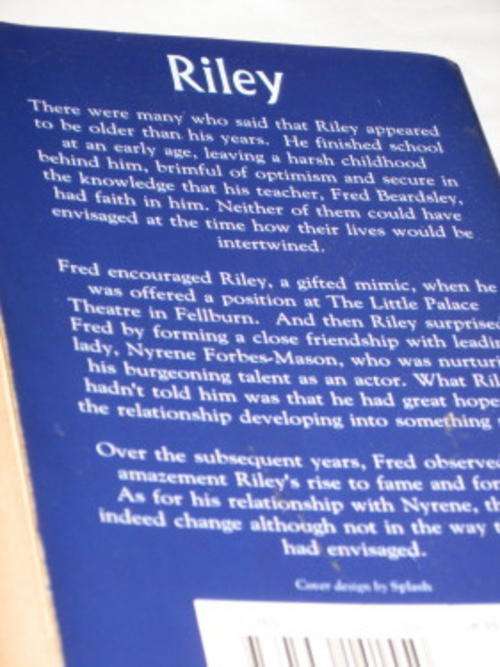 Riley
There were many who said that Riley appeared
to be older than his years. He finished school
at an early age, leaving a harsh childhood
behind him, brimful of optimism and secure in
the knowledge that his teacher, Fred Beardsley,
had faith in him. Neither of them could have
envisaged at the time how their lives would be
intertwined.
Fred encouraged Riley, a gifted mimic, when he
was offered a position at The Little Palace
Theatre in Fellburn. And then Riley surprise
Fred by forming a close friendship with leadi
lady, Nyrene Forbes-Mason, who was nurturi
his burgeoning talent as an actor. What Ril
hadn't told him was that he had great hope
the relationship developing into something
Over the subsequent years, Fred observe
amazement Riley's rise to fame and for
As for his relationship with Nyrene, th
indeed change although not in the way
had envisaged.
Cover design by Splash